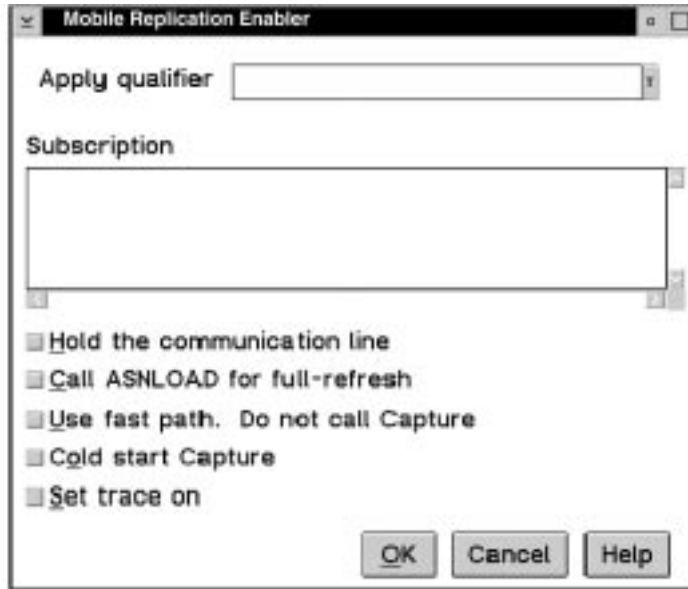 Mobile Replication Enabler
Apply qualifier
Subscription
Hold the communication line
Call ASNLOAD for full-refresh
Use fast path. Do not call Capture
Cold start Capture
Set trace on
OK Cancel Help